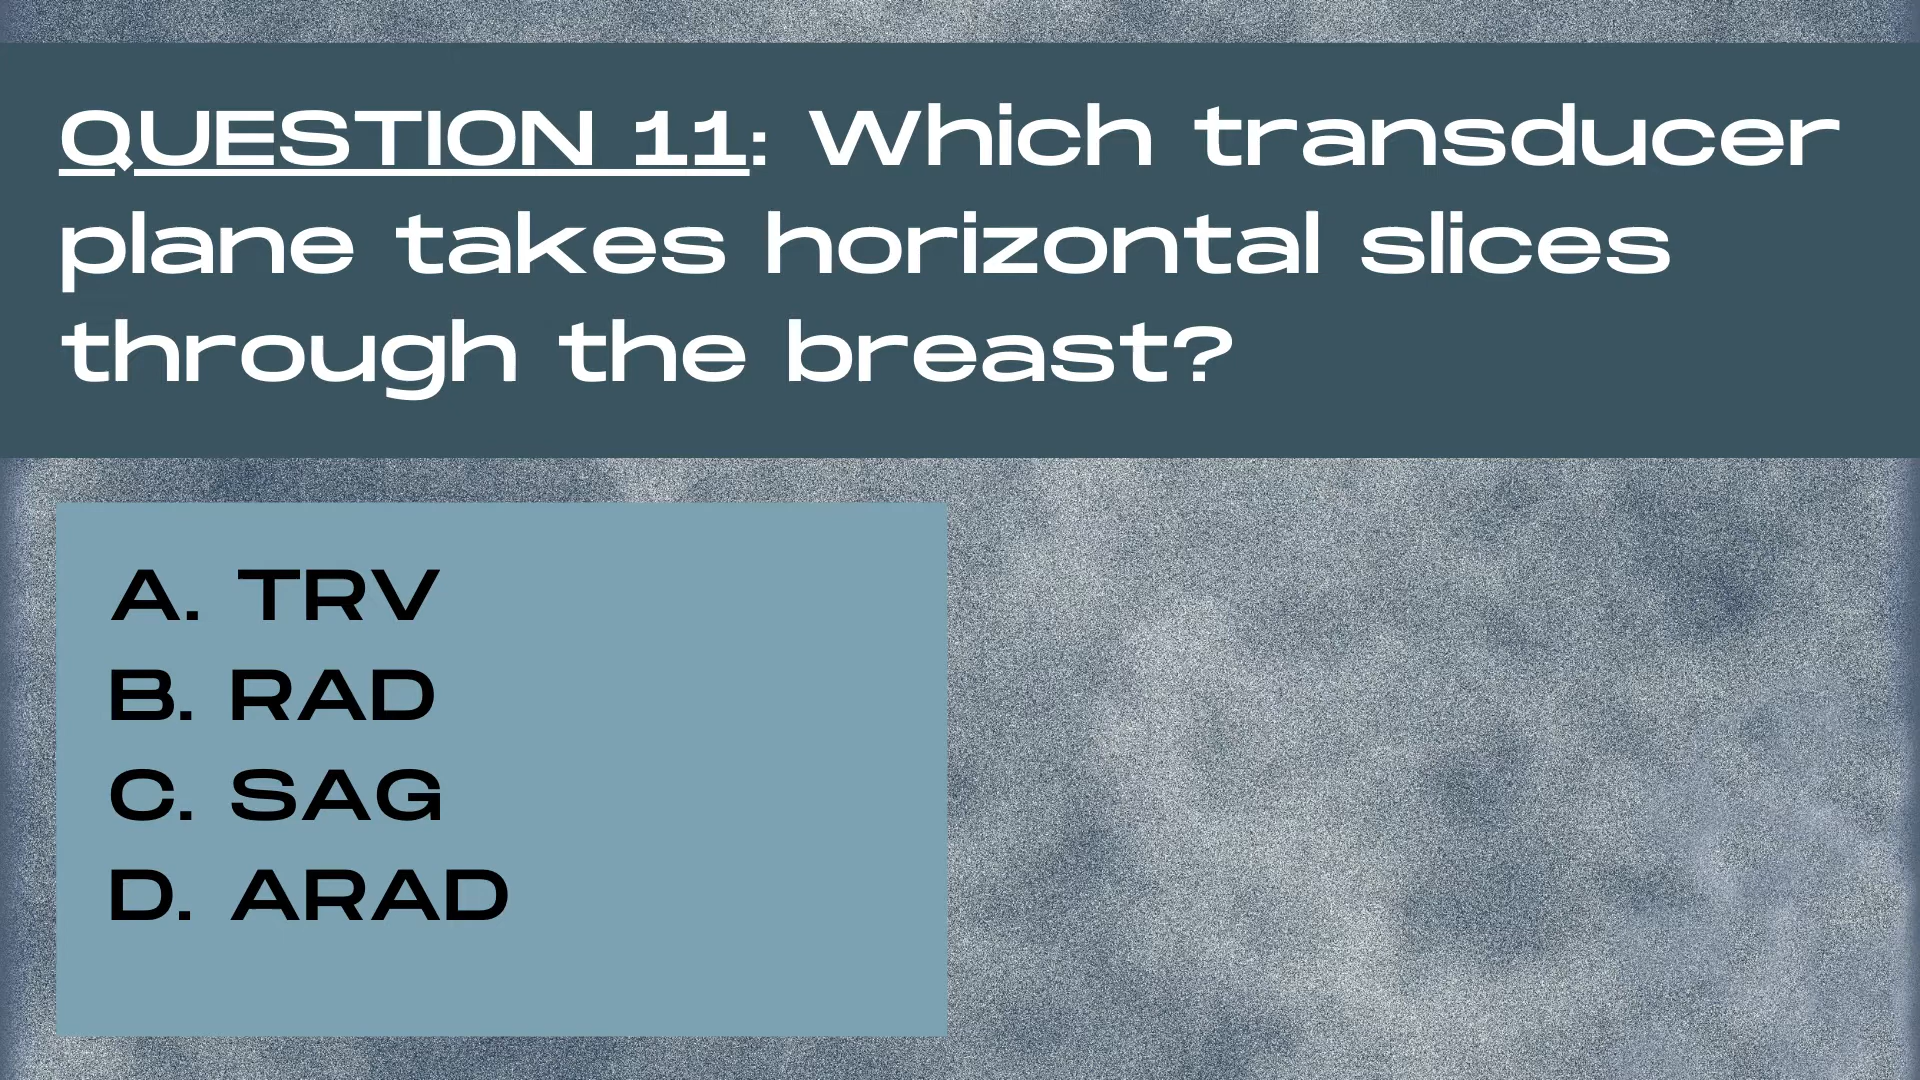 QUESTION 11: Which transducer
plane takes horizontal slices
through the breast?
A. TRV
B. RAD
C. SAG
D. ARAD